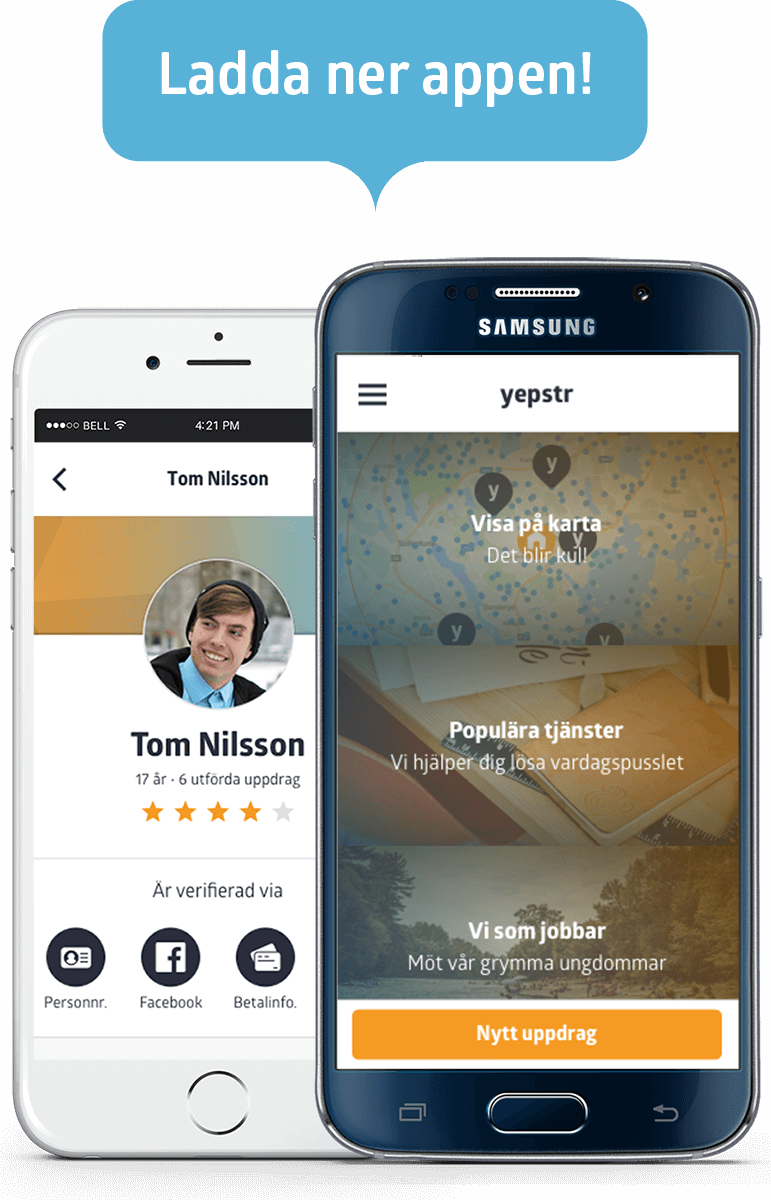 Ladda ner appen!
BELL
4:21 PM
Tom Nilsson
Tom Nilsson
17 år · 6 utförda uppdrag
Är verifierad via
Personnr.
Facebook
Betalinfo.
SAMSUNG
yepstr
y
y
y
Visa på karta
Det blir kul!
y
y
Populära tjänster
Vi hjälper dig lösa vardagspusslet
Vi som jobbar
Möt vår grymma ungdommar
Nytt uppdrag